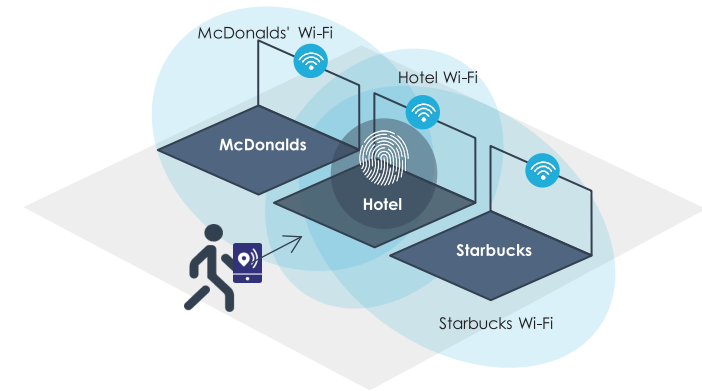 McDonalds' Wi-Fi
Hotel Wi-Fi
McDonalds
Hotel
Starbucks
Starbucks Wi-Fi